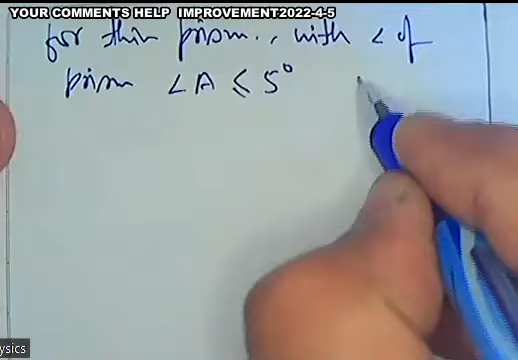 YOUR COMMENTS HELP IMPROVEMENT2022-4-5
for thin prism., with < of
prism ∠A ≤ 5°
ysics